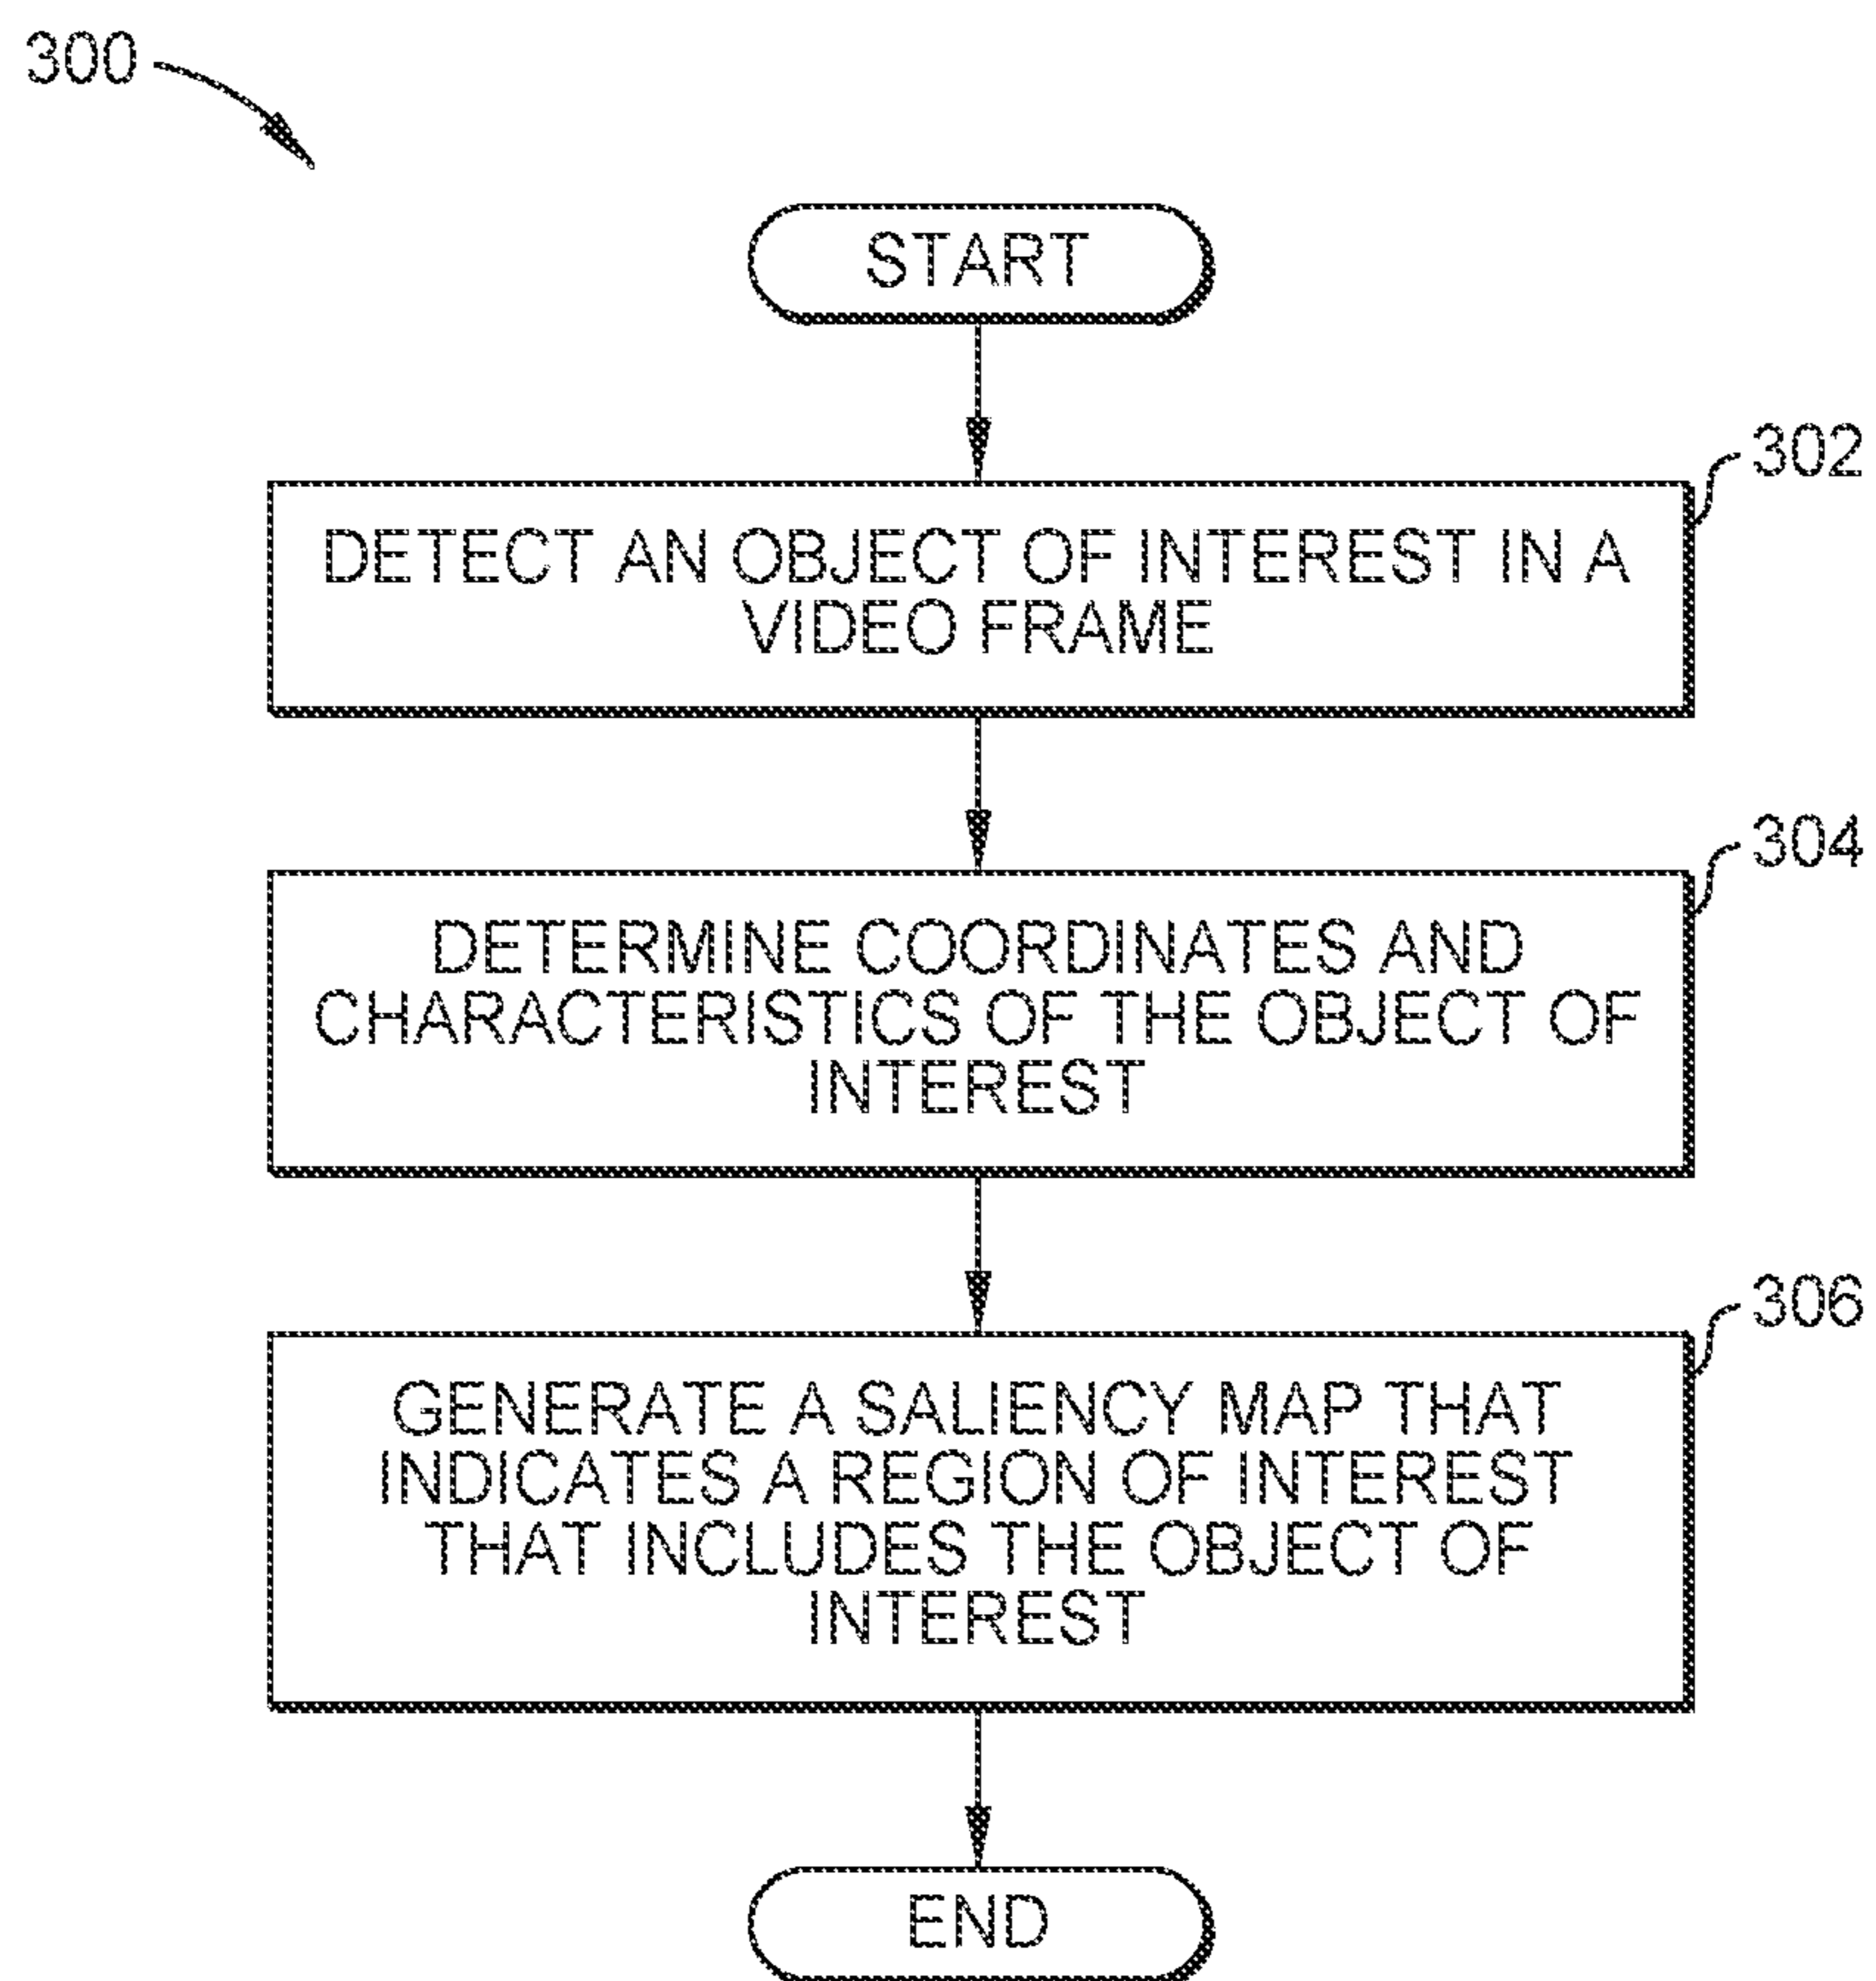 300
START
302
DETECT AN OBJECT OF INTEREST IN A
VIDEO FRAME
304
DETERMINE COORDINATES AND
CHARACTERISTICS OF THE OBJECT OF
INTEREST
306
GENERATE A SALIENCY MAP THAT
INDICATES A REGION OF INTEREST
THAT INCLUDES THE OBJECT OF
INTEREST
END